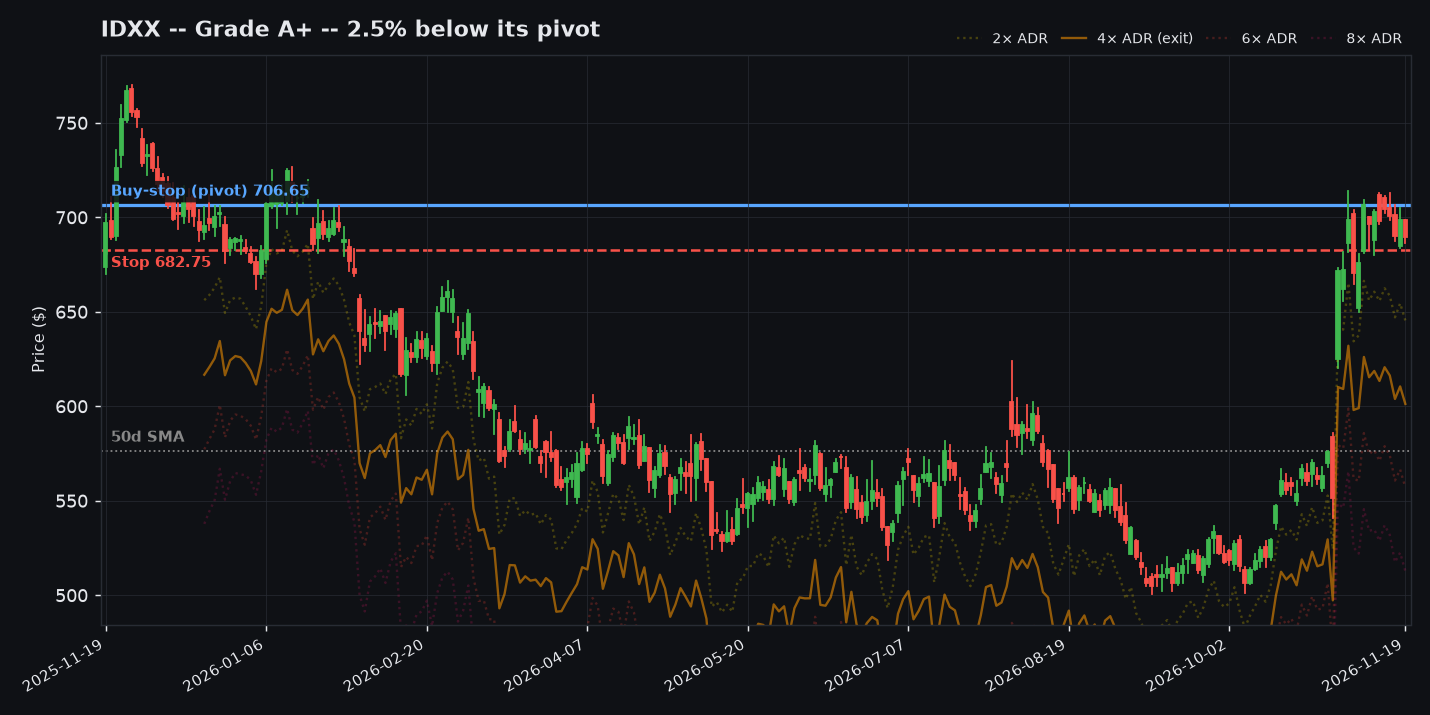 IDXX -- Grade A+ -- 2.5% below its pivot
2× ADR
4× ADR (exit)
6× ADR
8× ADR
Price ($)
750
700
650
600
550
500
Buy-stop (pivot) 706.65
Stop 682.75
50d SMA
2025-11-19
2026-01-06
2026-02-20
2026-04-07
2026-05-20
2026-07-07
2026-08-19
2026-10-02
2026-11-19